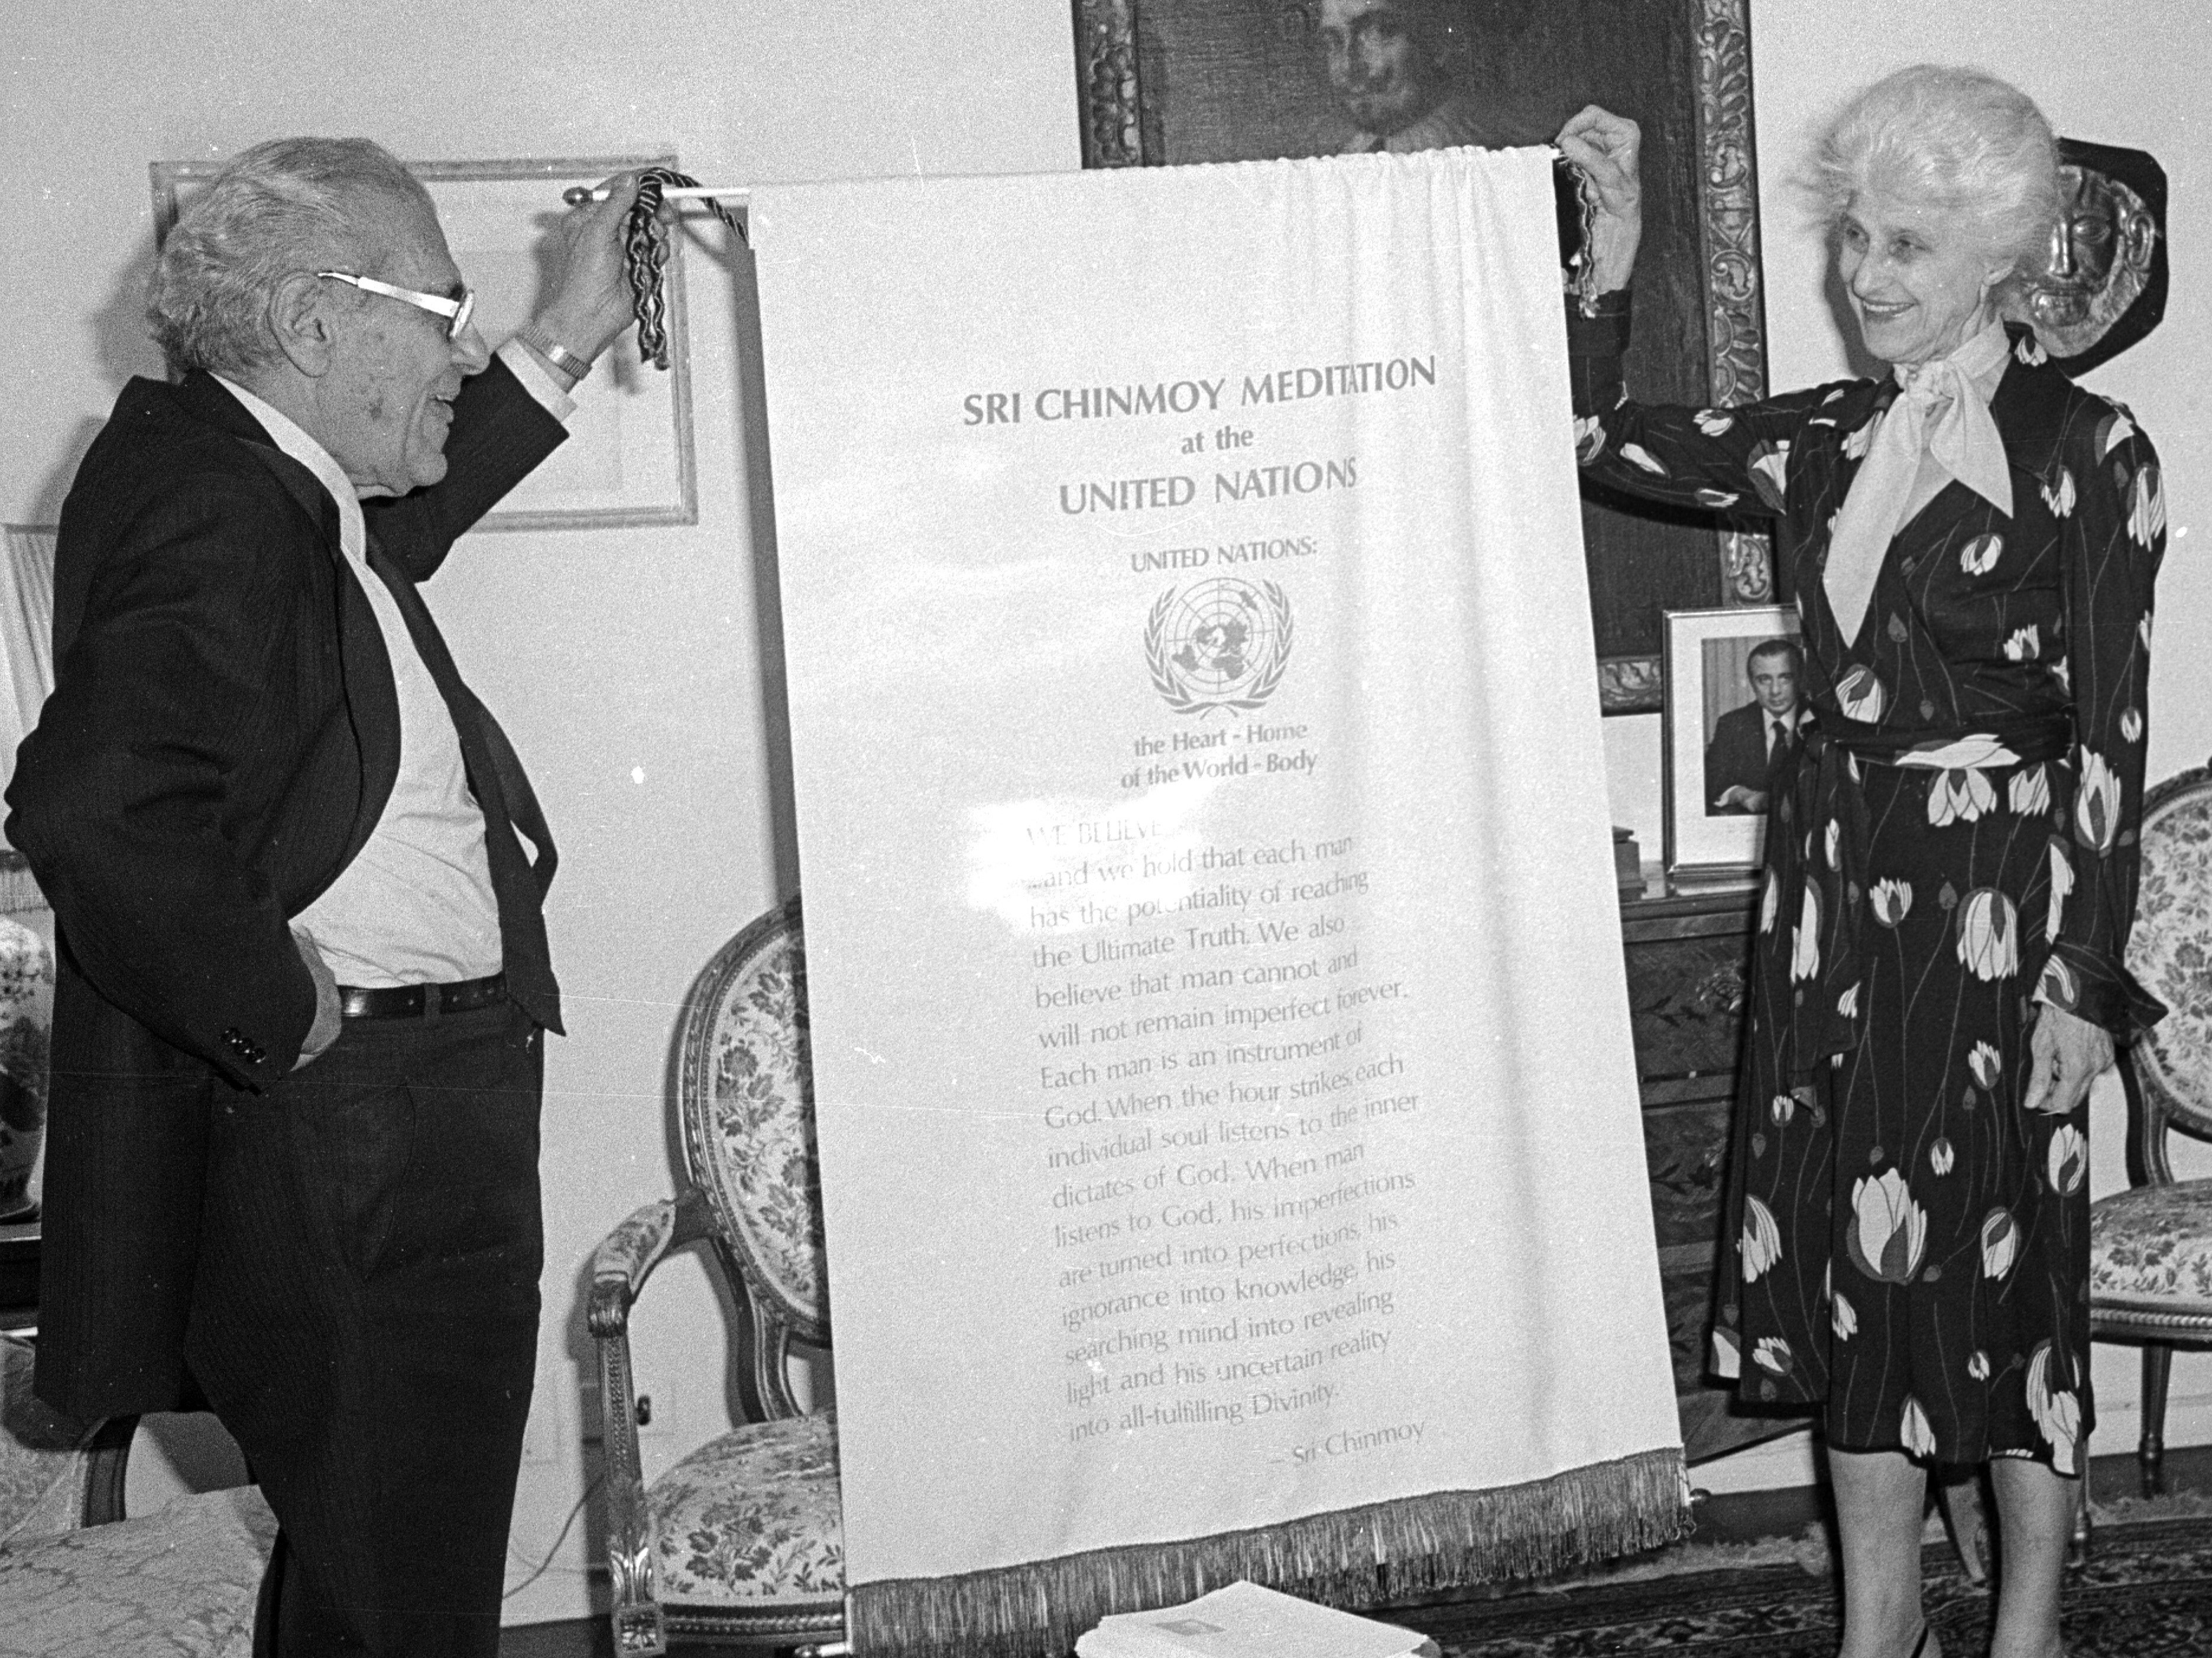 SRI CHINMOY MEDITATION
at the
UNITED NATIONS
UNITED NATIONS:
the Heart - Home
of the World - Body
WE BELIEVE
...and we hold that each man
has the potentiality of reaching
the Ultimate Truth. We also
believe that man cannot and
will not remain imperfect forever.
Each man is an instrument of
God. When the hour strikes, each
individual soul listens to the inner
dictates of God. When man
listens to God, his imperfections
are turned into perfections, his
ignorance into knowledge, his
searching mind into revealing
light and his uncertain reality
into all-fulfilling Divinity.
— Sri Chinmoy